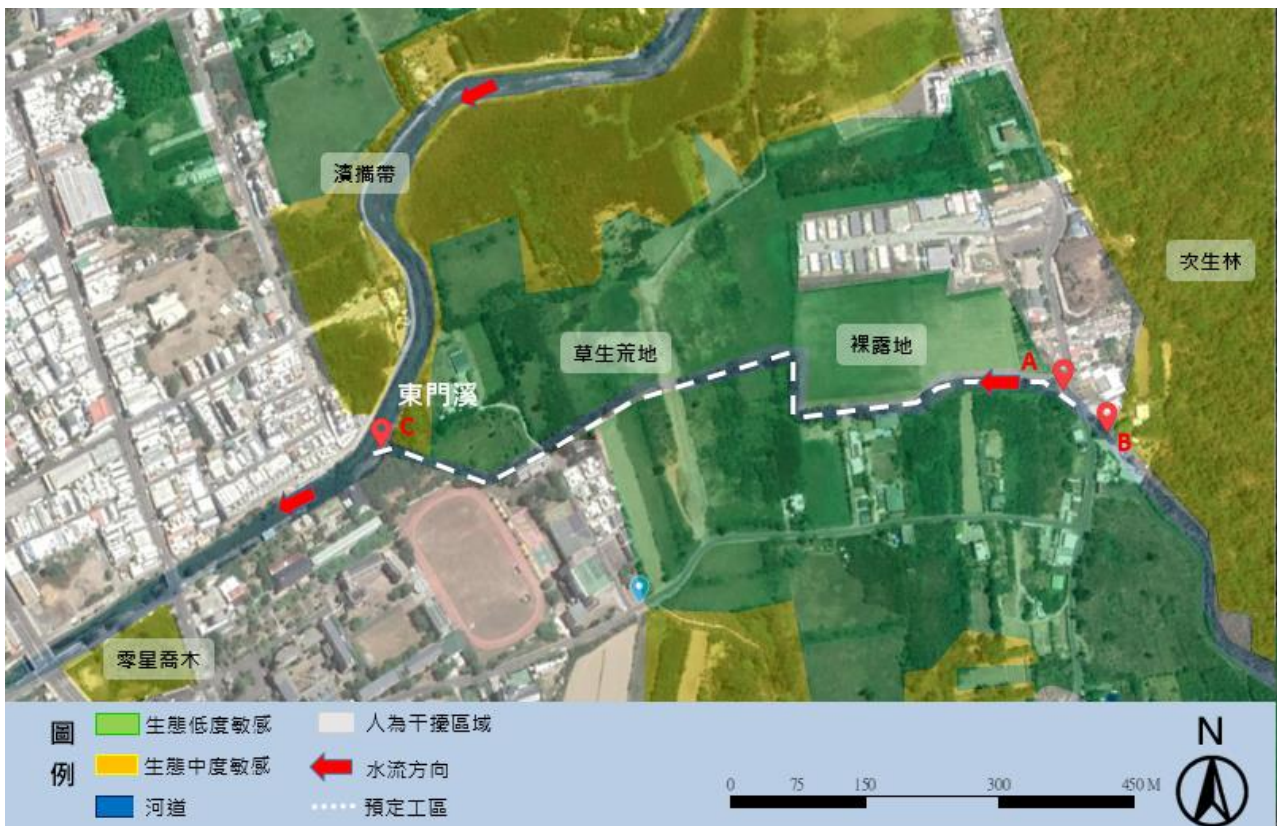 濱攜帶
次生林
草生荒地
裸露地
A
東門溪
C
B
零星喬木
圖例
生態低度敏感
人為干擾區域
生態中度敏感
水流方向
河道
預定工區
0 75 150 300 450 M
N